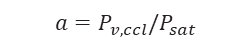 a = P_{v,ccl}/P_{sat}